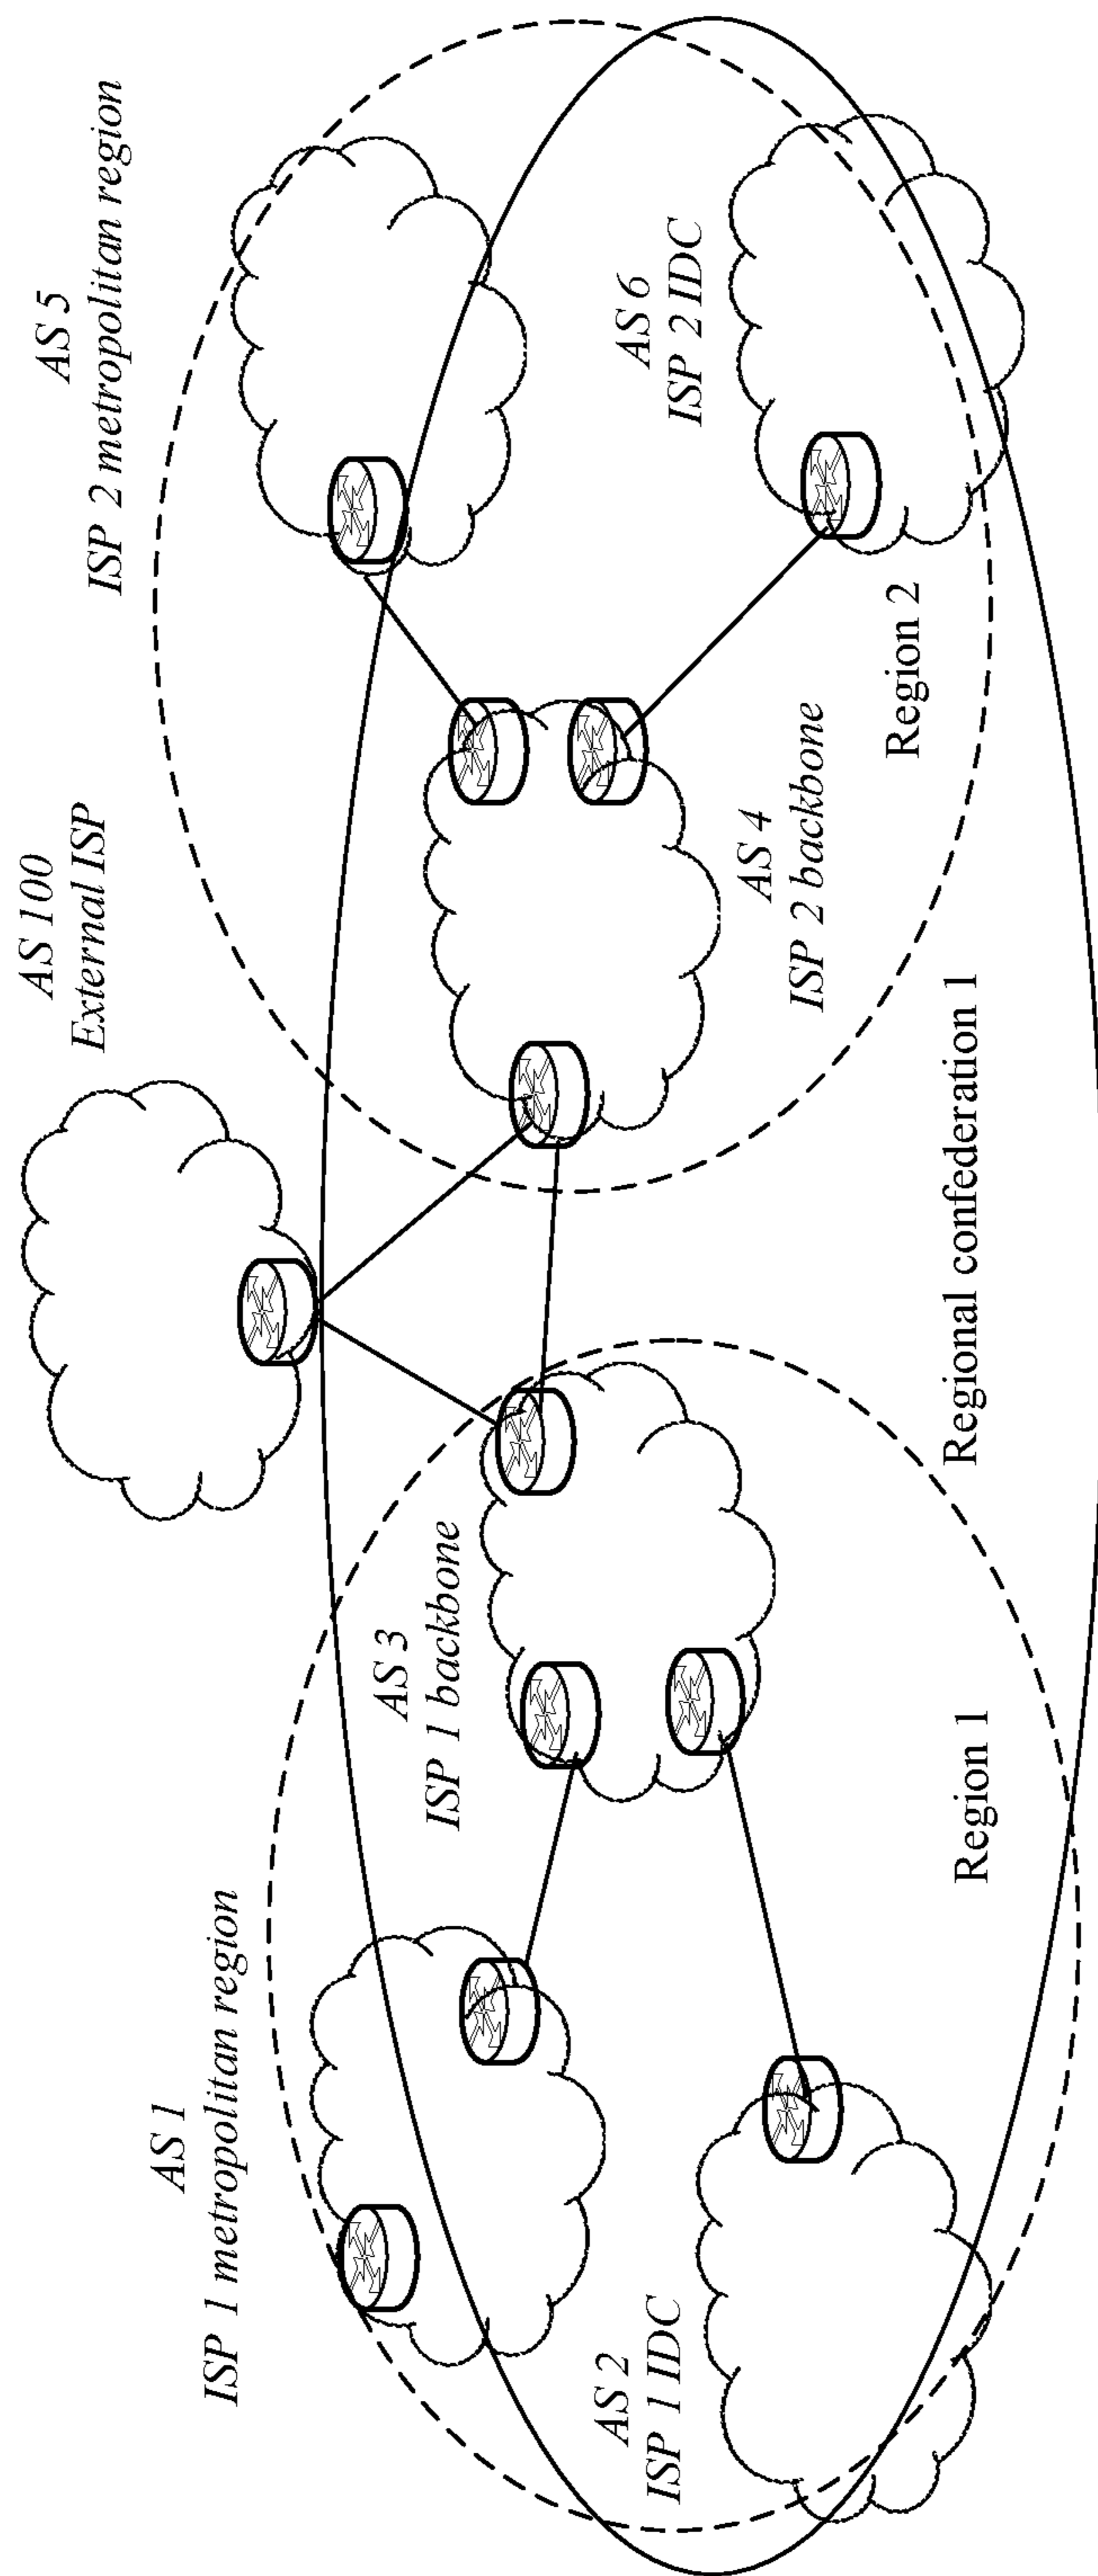 AS 100
External ISP
AS 1
ISP 1 metropolitan region
AS 5
ISP 2 metropolitan region
AS 3
ISP 1 backbone
AS 2
ISP 1 IDC
AS 4
ISP 2 backbone
AS 6
ISP 2 IDC
Region 1
Regional confederation 1
Region 2